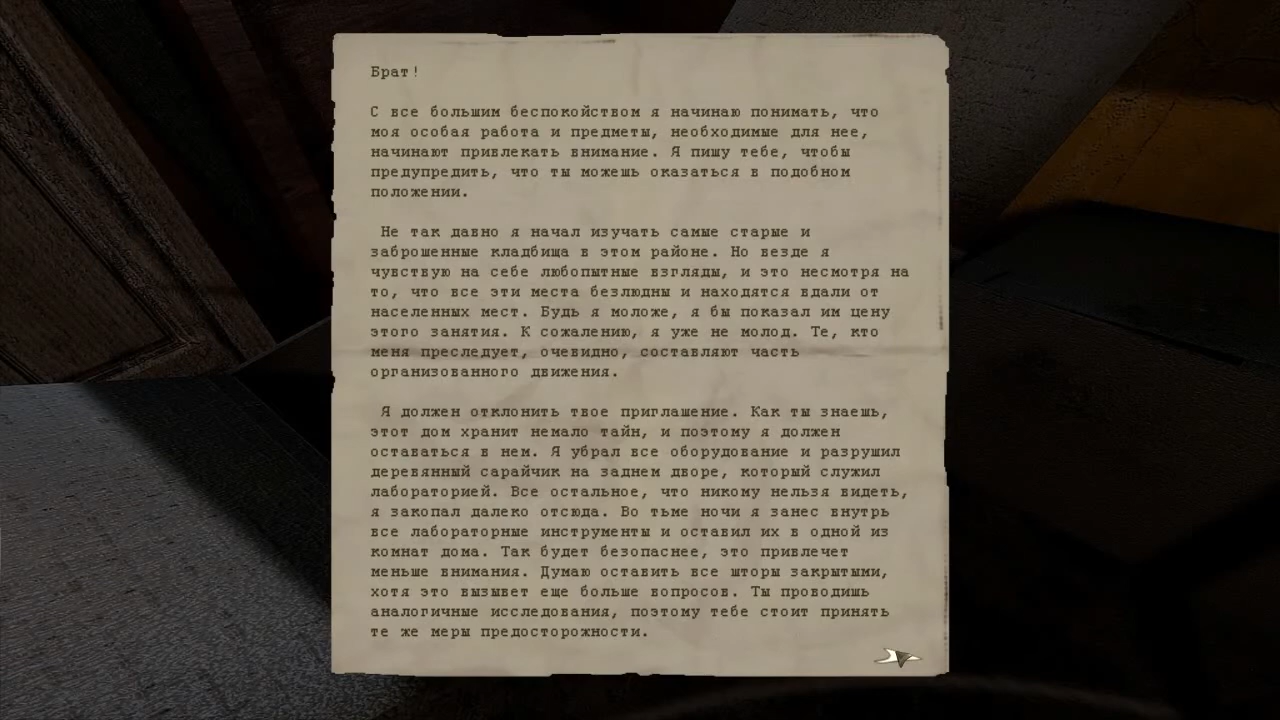 Брат!
С все большим беспокойством я начинаю понимать, что
моя особая работа и предметы, необходимые для нее,
начинают привлекать внимание. Я пишу тебе, чтобы
предупредить, что ты можешь оказаться в подобном
положении.
Не так давно я начал изучать самые старые и
заброшенные кладбища в этом районе. Но везде я
чувствую на себе любопытные взгляды, и это несмотря на
то, что все эти места безлюдны и находятся вдали от
населенных мест. Будь я моложе, я бы показал им цену
этого занятия. К сожалению, я уже не молод. Те, кто
меня преследует, очевидно, составляют часть
организованного движения.
Я должен отклонить твое приглашение. Как ты знаешь,
этот дом хранит немало тайн, и поэтому я должен
оставаться в нем. Я убрал все оборудование и разрушил
деревянный сарайчик на заднем дворе, который служил
лабораторией. Все остальное, что никому нельзя видеть,
я закопал далеко отсюда. Во тьме ночи я занес внутрь
все лабораторные инструменты и оставил их в одной из
комнат дома. Так будет безопаснее, это привлечет
меньше внимания. Думаю оставить все шторы закрытыми,
хотя это вызывет еще больше вопросов. Ты проводишь
аналогичные исследования, поэтому тебе стоит принять
те же меры предосторожности.